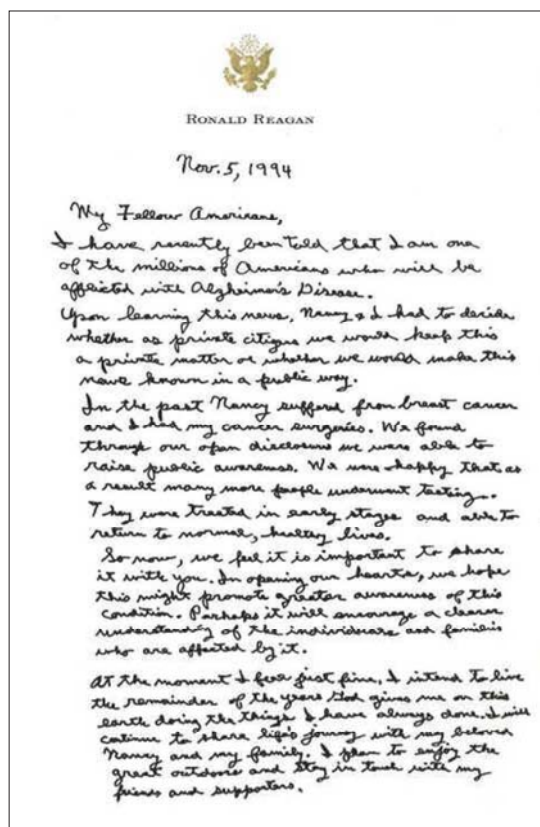 RONALD REAGAN
Nov. 5, 1994
My Fellow Americans,
I have recently been told that I am one
of the millions of Americans who will be
afflicted with Alzheimer's Disease.
Upon learning this news, Nancy & I had to decide
whether as private citizens we would keep this
a private matter or whether we would make this
news known in a public way.
In the past Nancy suffered from breast cancer
and I had my cancer surgeries. We found
through our open disclosures we were able to
raise public awareness. We were happy that as
a result many more people underwent testing.
They were treated in early stages and able to
return to normal, healthy lives.
So now, we feel it is important to share
it with you. In opening our hearts, we hope
this might promote greater awareness of this
condition. Perhaps it will encourage a clearer
understanding of the individuals and families
who are affected by it.
At the moment I feel just fine. I intend to live
the remainder of the years God gives me on this
earth doing the things I have always done. I will
continue to share life's journey with my beloved
Nancy and my family. I plan to enjoy the
great outdoors and stay in touch with my
friends and supporters.